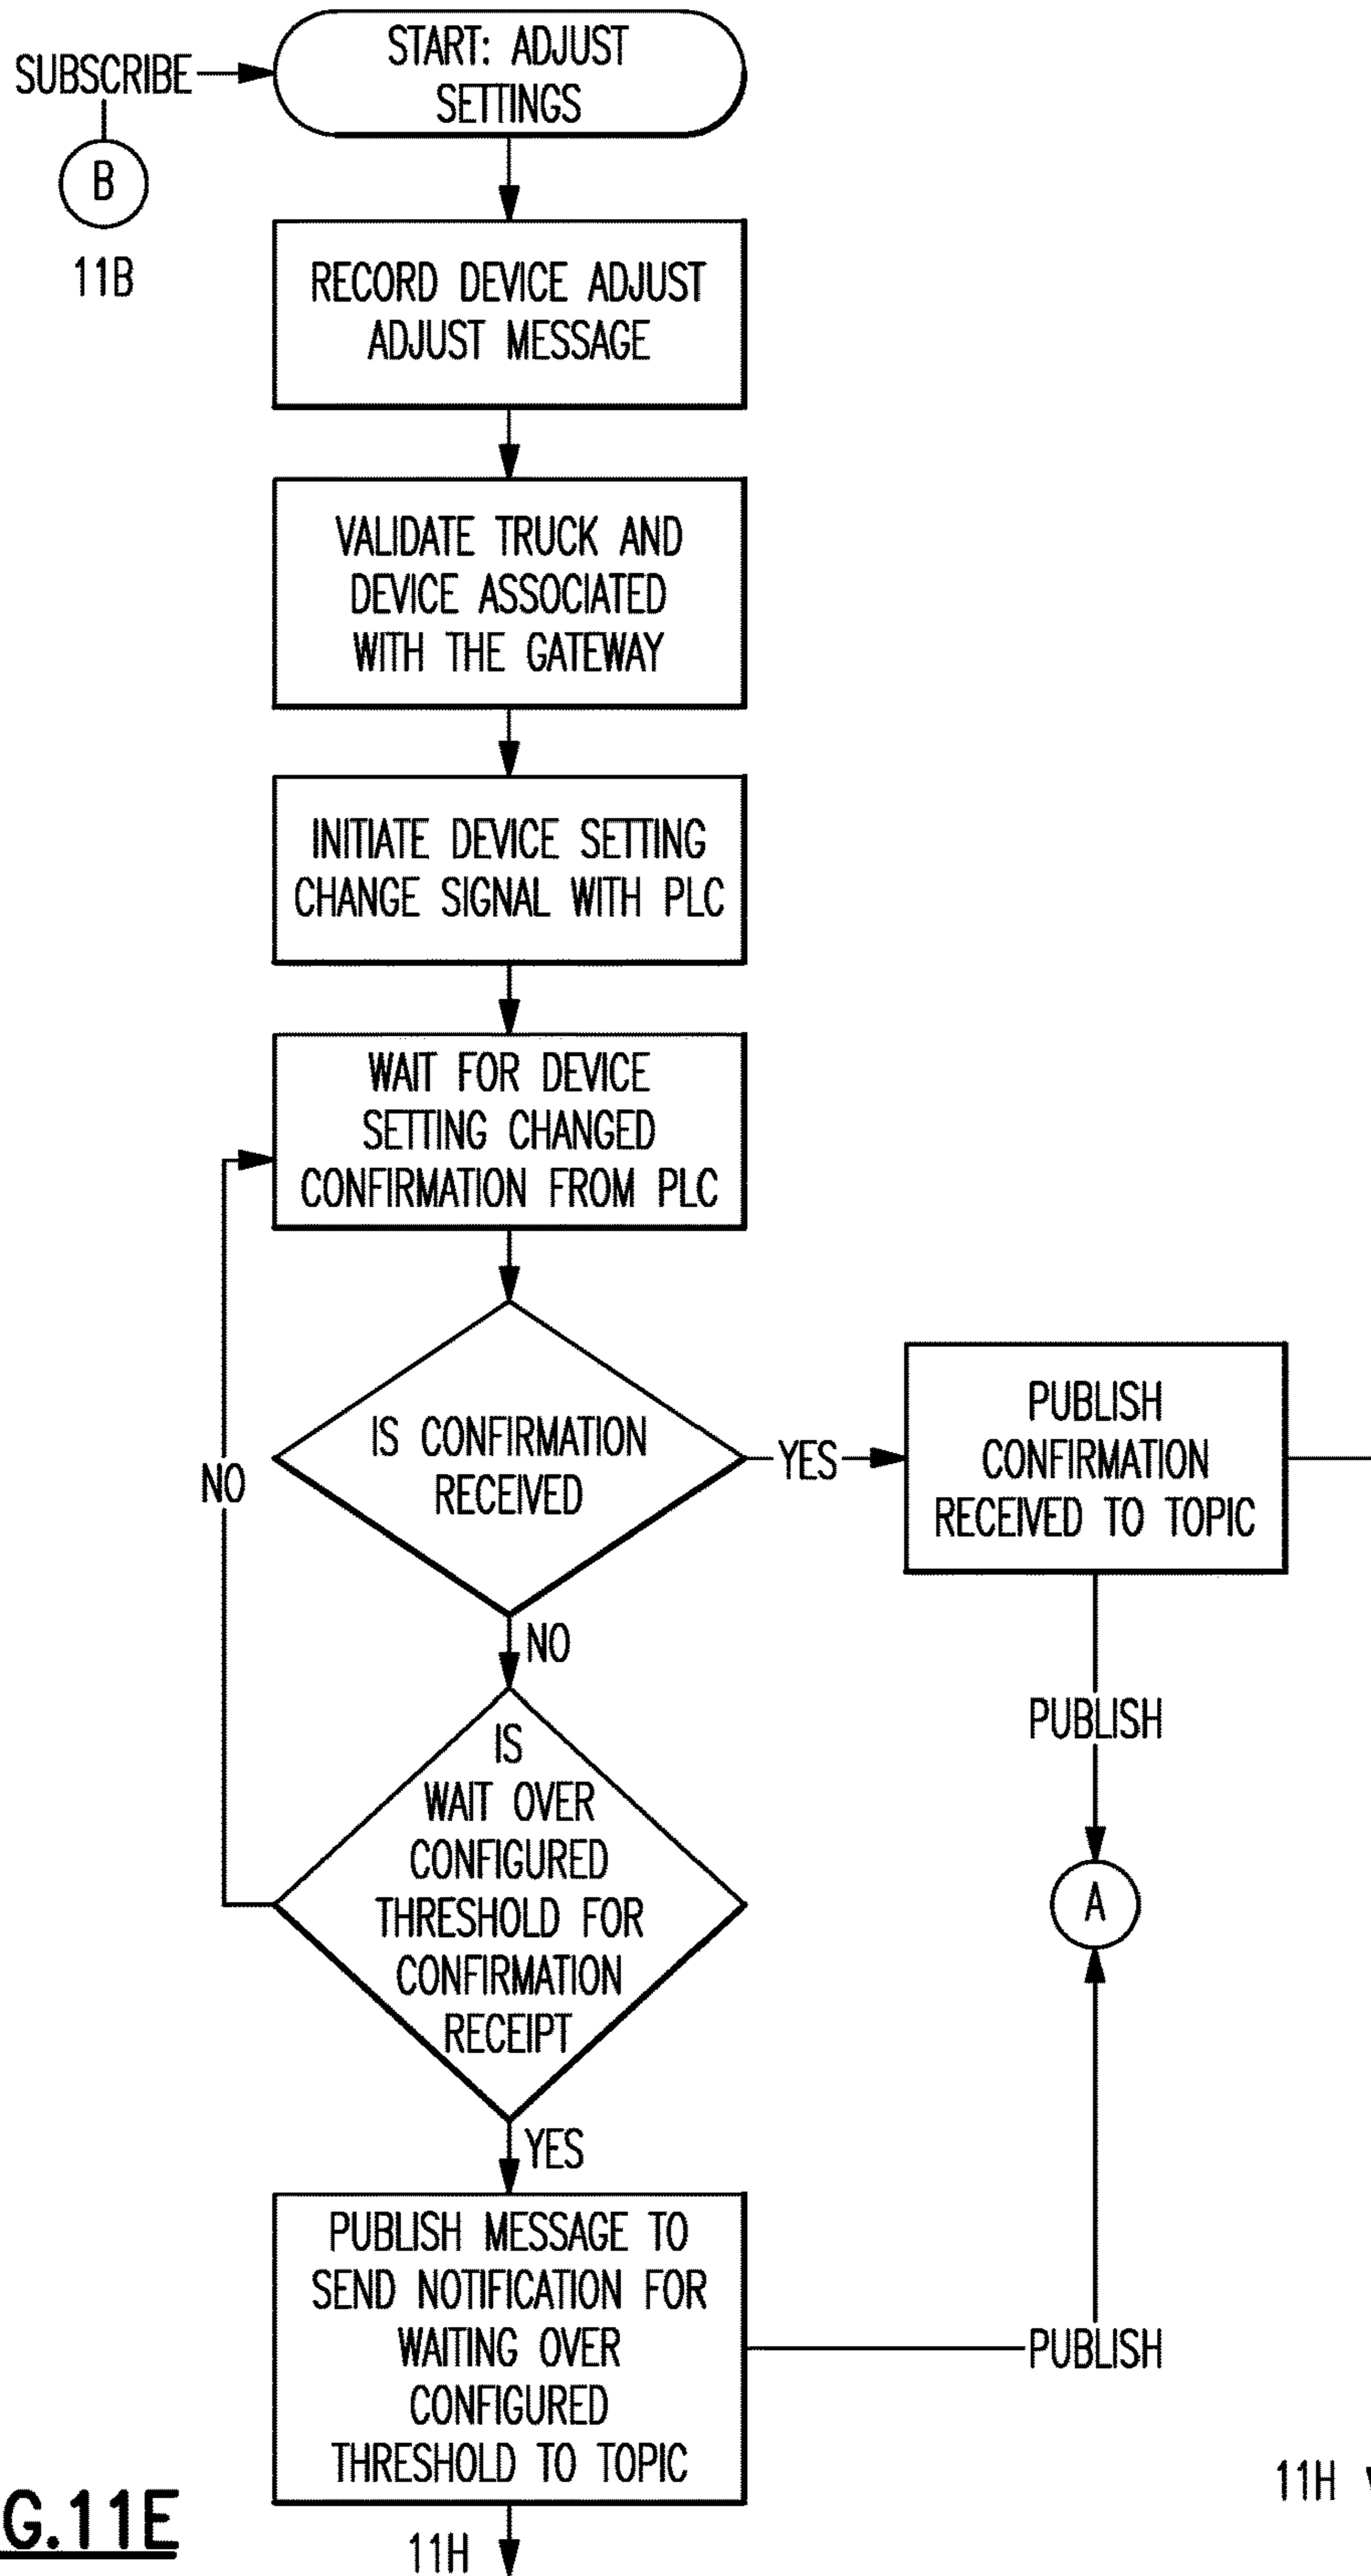 SUBSCRIBE
B
11B
START: ADJUST
SETTINGS
RECORD DEVICE ADJUST
ADJUST MESSAGE
VALIDATE TRUCK AND
DEVICE ASSOCIATED
WITH THE GATEWAY
INITIATE DEVICE SETTING
CHANGE SIGNAL WITH PLC
WAIT FOR DEVICE
SETTING CHANGED
CONFIRMATION FROM PLC
IS CONFIRMATION
RECEIVED
YES
PUBLISH
CONFIRMATION
RECEIVED TO TOPIC
NO
NO
PUBLISH
A
IS
WAIT OVER
CONFIGURED
THRESHOLD FOR
CONFIRMATION
RECEIPT
YES
PUBLISH MESSAGE TO
SEND NOTIFICATION FOR
WAITING OVER
CONFIGURED
THRESHOLD TO TOPIC
PUBLISH
11H
11H
G.11E